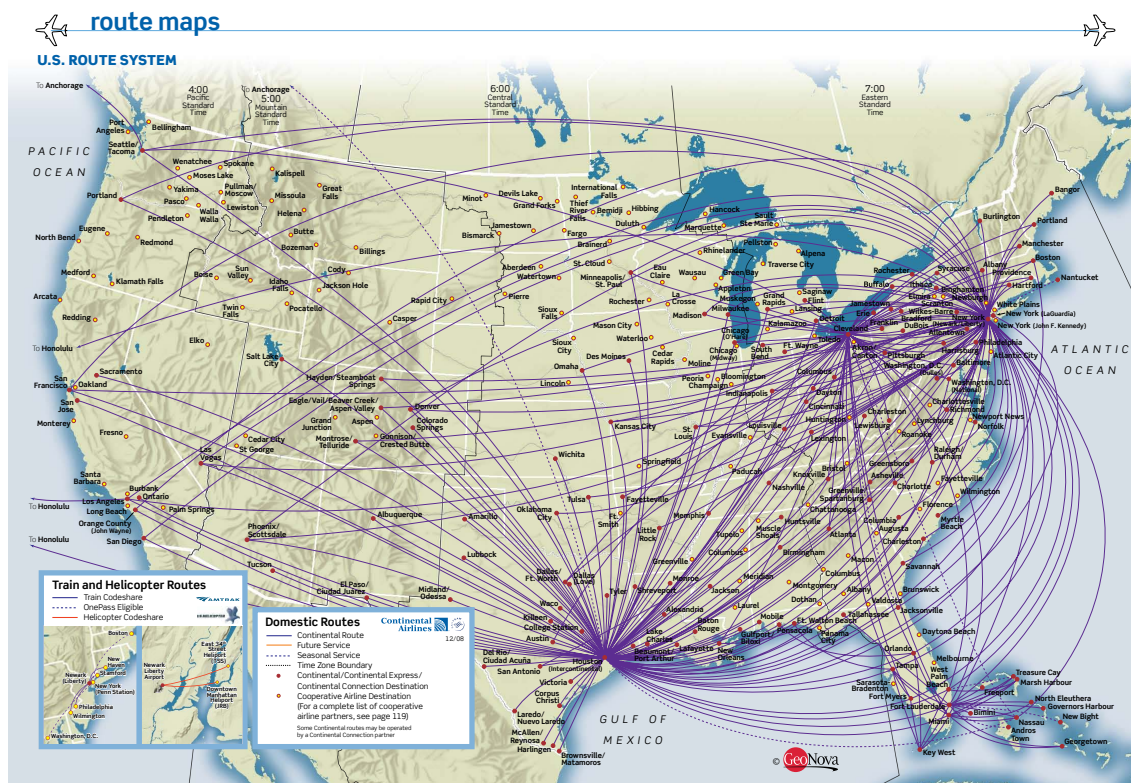 route maps
U.S. ROUTE SYSTEM
To Anchorage
To Anchorage
4:00
Pacific
Standard
Time
5:00
Mountain
Standard
Time
6:00
Central
Standard
Time
7:00
Eastern
Standard
Time
PACIFIC
OCEAN
Port
Angeles
Bellingham
Seattle/
Tacoma
Wenatchee
Spokane
Moses Lake
Yakima
Pullman/
Moscow
Pasco
Lewiston
Walla
Walla
Pendleton
Portland
Kalispell
Missoula
Great
Falls
Helena
Butte
Bozeman
Billings
North Bend
Eugene
Redmond
Medford
Klamath Falls
Boise
Sun
Valley
Idaho
Falls
Cody
Jackson Hole
Twin
Falls
Pocatello
Arcata
Redding
Elko
Casper
Rapid City
To Honolulu
Salt Lake
City
San
Francisco
Oakland
Sacramento
San
Jose
Monterey
Fresno
Hayden/Steamboat
Springs
Eagle/Vail/Beaver Creek/
Aspen Valley
Denver
Grand
Junction
Aspen
Colorado
Springs
Montrose/
Telluride
Gunnison/
Crested Butte
Cedar City
St George
Las
Vegas
Santa
Barbara
Burbank
Los Angeles
Ontario
Long Beach
Palm Springs
Orange County
(John Wayne)
San Diego
To Honolulu
To Honolulu
Phoenix/
Scottsdale
Tucson
Albuquerque
Amarillo
Lubbock
El Paso/
Ciudad Juárez
Midland/
Odessa
Minot
Devils Lake
Grand Forks
International
Falls
Thief
River
Falls
Bemidji
Hibbing
Duluth
Bismarck
Jamestown
Fargo
Brainerd
Aberdeen
Watertown
St. Cloud
Minneapolis/
St. Paul
Eau
Claire
Wausau
Rhinelander
Hancock
Marquette
Sault
Ste Marie
Pellston
Alpena
Traverse City
Green Bay
Appleton
Pierre
Rochester
La
Crosse
Madison
Milwaukee
Muskegon
Grand
Rapids
Saginaw
Flint
Lansing
Kalamazoo
Detroit
Sioux
Falls
Mason City
Sioux
City
Waterloo
Cedar
Rapids
Des Moines
Moline
Omaha
Lincoln
Chicago
(O'Hare)
Chicago
(Midway)
South
Bend
Ft. Wayne
Toledo
Cleveland
Akron/
Canton
Peoria
Bloomington
Champaign
Indianapolis
Columbus
Dayton
Cincinnati
Huntington
Lexington
Louisville
Evansville
Kansas City
St.
Louis
Wichita
Springfield
Paducah
Tulsa
Fayetteville
Oklahoma
City
Ft.
Smith
Little
Rock
Memphis
Nashville
Knoxville
Bristol
Huntsville
Chattanooga
Muscle
Shoals
Tupelo
Columbus
Greenville
Birmingham
Atlanta
Meridian
Montgomery
Columbus
Macon
Albany
Dothan
Valdosta
Tallahassee
Monroe
Shreveport
Jackson
Laurel
Alexandria
Baton
Rouge
Mobile
Gulfport/
Biloxi
Pensacola
Ft. Walton Beach
Panama
City
Lake
Charles
Lafayette
New
Orleans
Beaumont/
Port Arthur
Dallas/
Ft. Worth
Dallas
(Love)
Tyler
Waco
Killeen
College Station
Austin
Houston
(Intercontinental)
Del Rio/
Ciudad Acuña
San Antonio
Victoria
Corpus
Christi
Laredo/
Nuevo Laredo
McAllen/
Reynosa
Harlingen
Brownsville/
Matamoros
Bangor
Burlington
Portland
Manchester
Boston
Providence
Nantucket
Hartford
Albany
Syracuse
Rochester
Buffalo
Ithaca
Binghamton
Elmira
Newburgh
Scranton
Wilkes-Barre
White Plains
New York (LaGuardia)
New York (John F. Kennedy)
New York
(Newark Liberty)
Jamestown
Erie
Franklin
Bradford
DuBois
Allentown
Philadelphia
Harrisburg
Atlantic City
Baltimore
Pittsburgh
Washington, D.C.
(Dulles)
Washington, D.C.
(National)
Charlottesville
Richmond
Newport News
Norfolk
Lynchburg
Roanoke
Charleston
Lewisburg
Raleigh/
Durham
Greensboro
Asheville
Charlotte
Fayetteville
Wilmington
Florence
Greenville
Spartanburg
Columbia
Augusta
Myrtle
Beach
Charleston
Savannah
Brunswick
Jacksonville
Daytona Beach
Orlando
Melbourne
Tampa
West
Palm
Beach
Sarasota
Bradenton
Fort Myers
Fort Lauderdale
Miami
Key West
Treasure Cay
Marsh Harbour
Freeport
North Eleuthera
Governors Harbour
Bimini
Nassau
New Bight
Andros
Town
Georgetown
ATLANTIC
OCEAN
GULF OF
MEXICO
© GeoNova
Train and Helicopter Routes
Train Codeshare
OnePass Eligible
Helicopter Codeshare
AMTRAK
US HELICOPTER
Boston
New
Haven
Stamford
Newark
(Liberty)
New York
(Penn Station)
Philadelphia
Wilmington
Washington, D.C.
East 34th
Street
Heliport
(TSS)
Newark
Liberty
Airport
Downtown
Manhattan
Heliport
(JRB)
Domestic Routes
Continental
Airlines
12/08
Continental Route
Future Service
Seasonal Service
Time Zone Boundary
Continental/Continental Express/
Continental Connection Destination
Cooperative Airline Destination
(For a complete list of cooperative
airline partners, see page 119)
Some Continental routes may be operated
by a Continental Connection partner